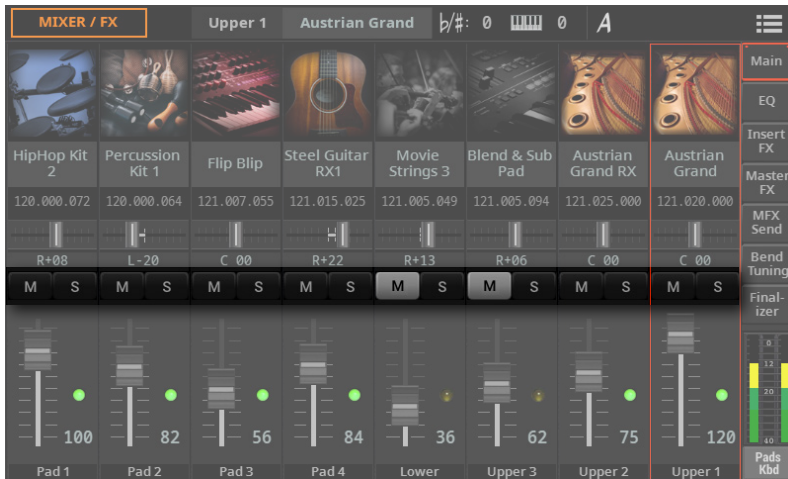 MIXER / FX Upper 1 Austrian Grand ♭/♯: 0 0 A
HipHop Kit 2 Percussion Kit 1 Flip Blip Steel Guitar RX1 Movie Strings 3 Blend & Sub Pad Austrian Grand RX Austrian Grand
120.000.072 120.000.064 121.007.055 121.015.025 121.005.049 121.005.094 121.025.000 121.020.000
R+08 L-20 C 00 R+22 R+13 R+06 C 00 C 00
M S M S M S M S M S M S M S M S
100 82 56 84 36 62 75 120
Pad 1 Pad 2 Pad 3 Pad 4 Lower Upper 3 Upper 2 Upper 1
Main
EQ
Insert
FX
Master
FX
MFX
Send
Bend
Tuning
Final-
izer
0
12
20
40
Pads
Kbd